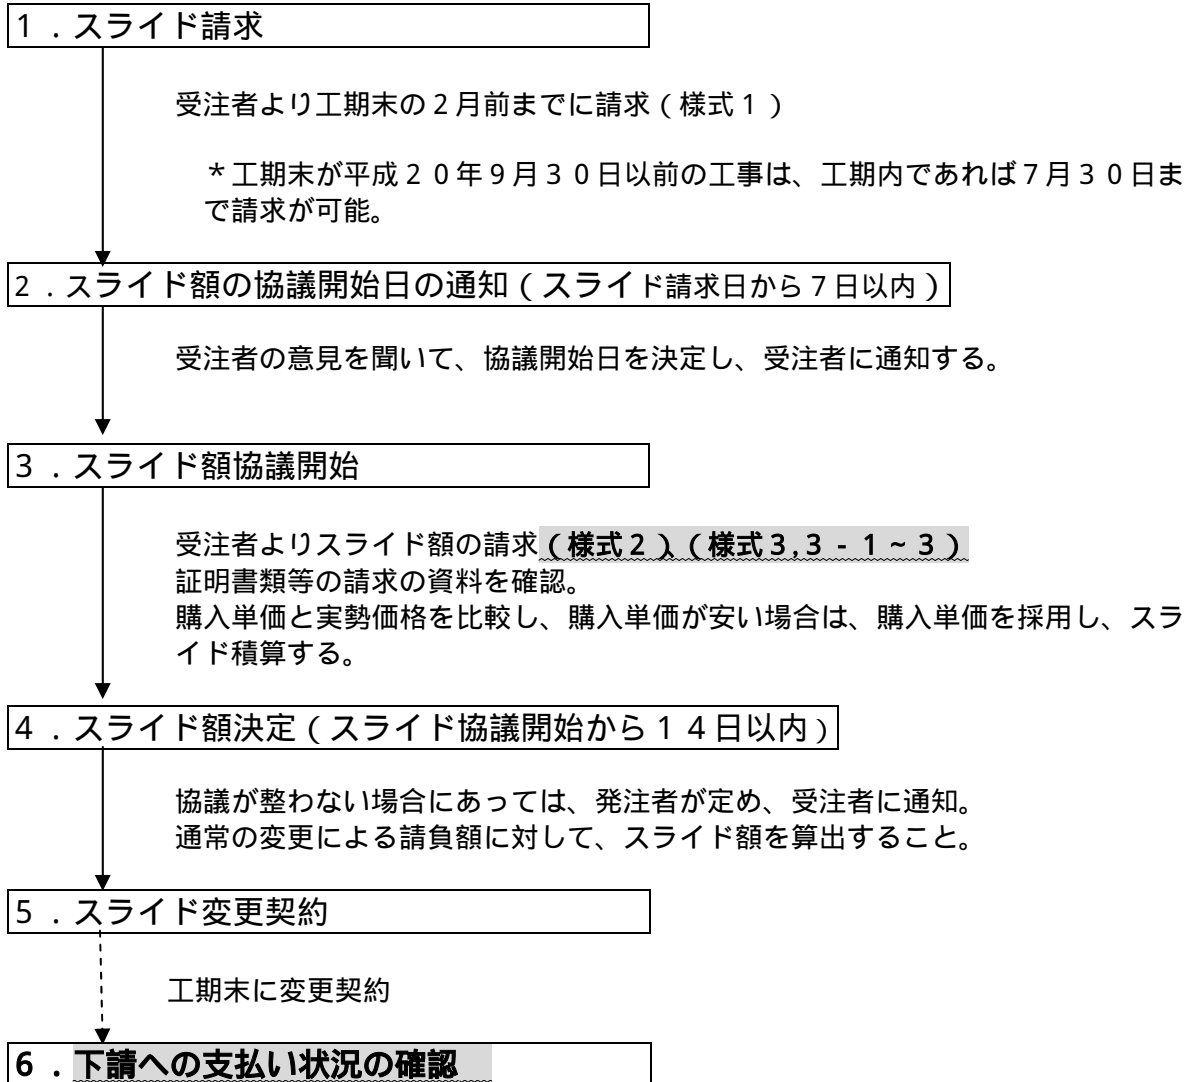 1．スライド請求
受注者より工期末の2月前までに請求（様式1）
＊工期末が平成20年9月30日以前の工事は、工期内であれば7月30日ま
で請求が可能。
2．スライド額の協議開始日の通知（スライド請求日から7日以内）
受注者の意見を聞いて、協議開始日を決定し、受注者に通知する。
3．スライド額協議開始
受注者よりスライド額の請求（様式2）、（様式3,3-1～3）
証明書類等の請求の資料を確認。
購入単価と実勢価格を比較し、購入単価が安い場合は、購入単価を採用し、スラ
イド積算する。
4．スライド額決定（スライド協議開始から14日以内）
協議が整わない場合にあっては、発注者が定め、受注者に通知。
通常の変更による請負額に対して、スライド額を算出すること。
5．スライド変更契約
工期末に変更契約
6．下請への支払い状況の確認